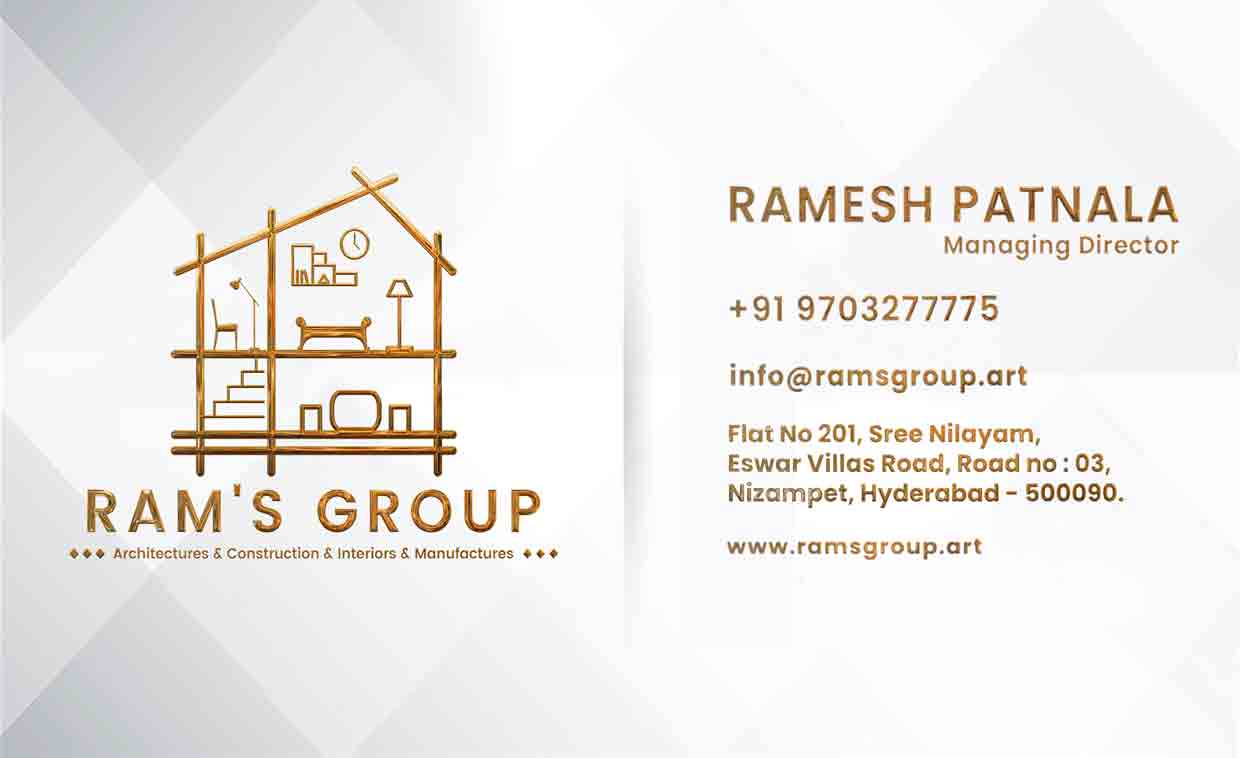 RAM'S GROUP
Architectures & Construction & Interiors & Manufactures
RAMESH PATNALA
Managing Director
+91 9703277775
info@ramsgroup.art
Flat No 201, Sree Nilayam,
Eswar Villas Road, Road no : 03,
Nizampet, Hyderabad - 500090.
www.ramsgroup.art